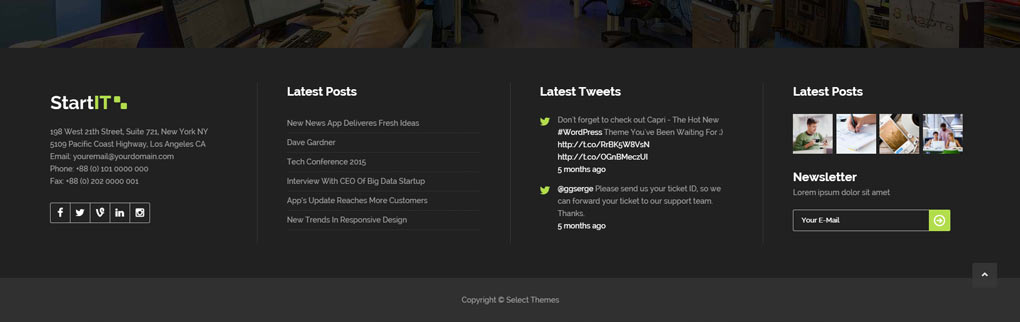 StartIT
198 West 21th Street, Suite 721, New York NY
5109 Pacific Coast Highway, Los Angeles CA
Email: youremail@yourdomain.com
Phone: +88 (0) 101 0000 000
Fax: +88 (0) 202 0000 001
Latest Posts
New News App Deliveres Fresh Ideas
Dave Gardner
Tech Conference 2015
Interview With CEO Of Big Data Startup
App's Update Reaches More Customers
New Trends In Responsive Design
Latest Tweets
Don't forget to check out Capri - The Hot New
#WordPress Theme You've Been Waiting For ;)
http://t.co/RrBK5W8VsN
http://t.co/OGnBMeczUI
5 months ago
@ggserge Please send us your ticket ID, so we
can forward your ticket to our support team.
Thanks.
5 months ago
Latest Posts
Newsletter
Lorem ipsum dolor sit amet
Your E-Mail
Copyright © Select Themes